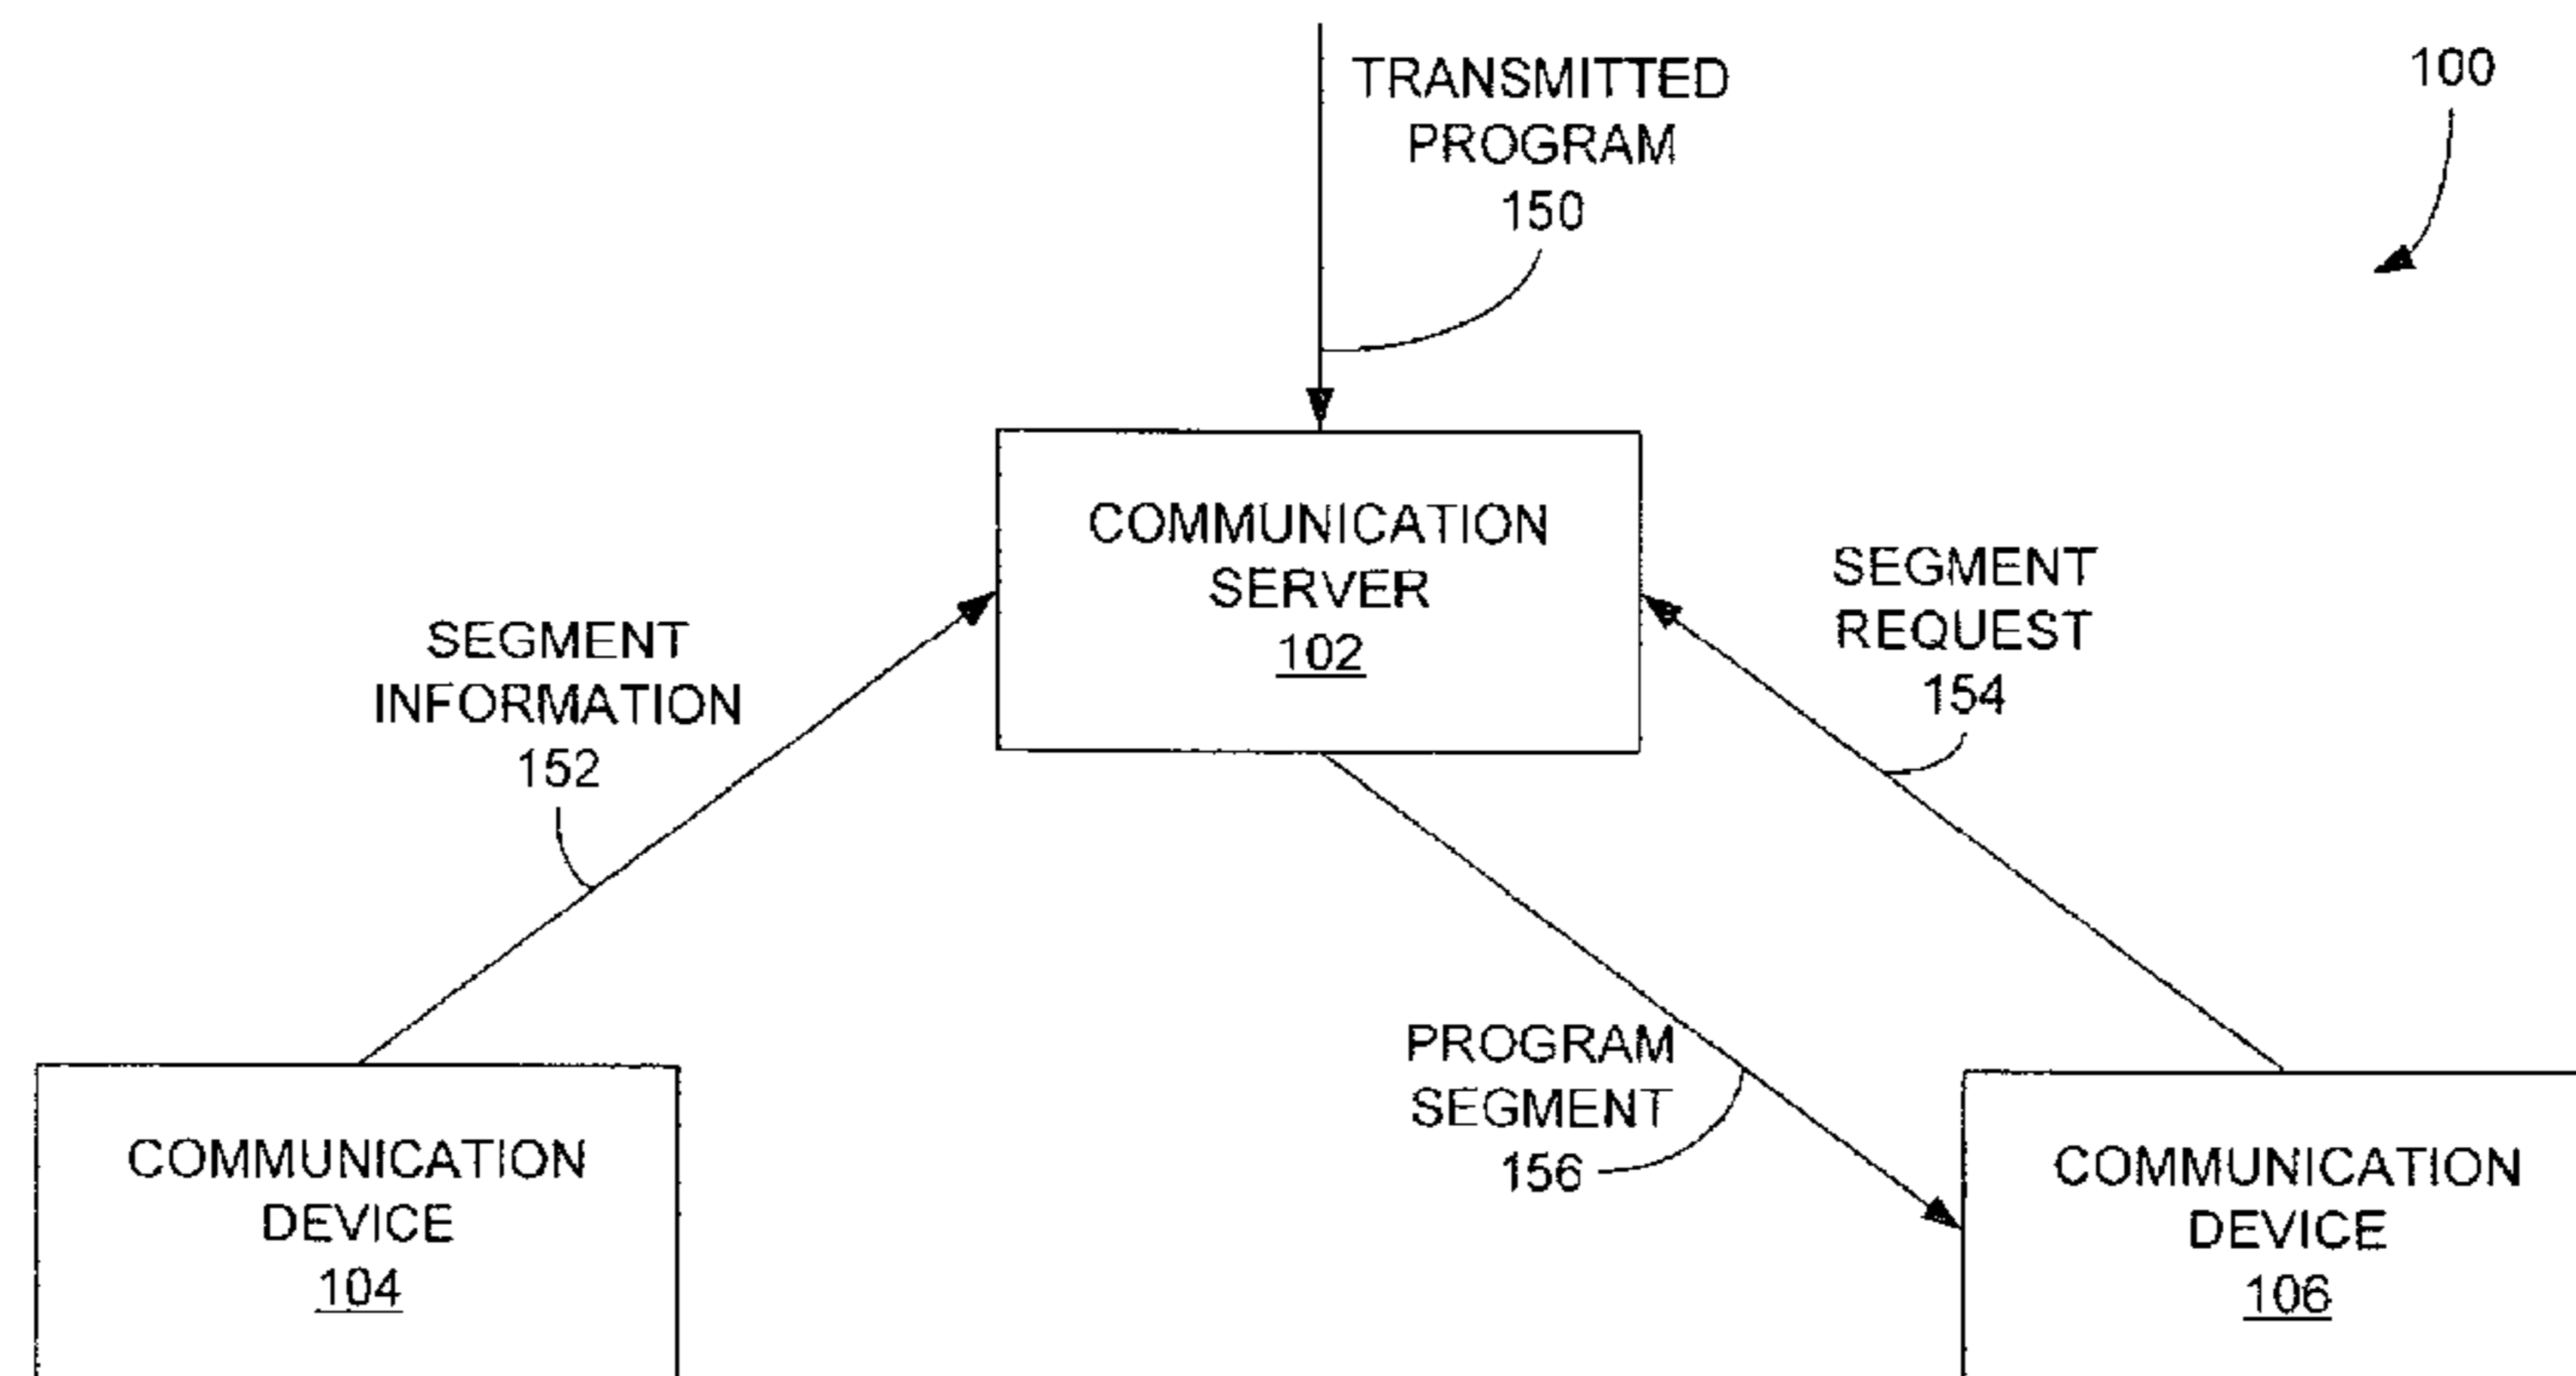 TRANSMITTED
PROGRAM
150
100
COMMUNICATION
SERVER
102
SEGMENT
REQUEST
154
SEGMENT
INFORMATION
152
PROGRAM
SEGMENT
156
COMMUNICATION
DEVICE
104
COMMUNICATION
DEVICE
106